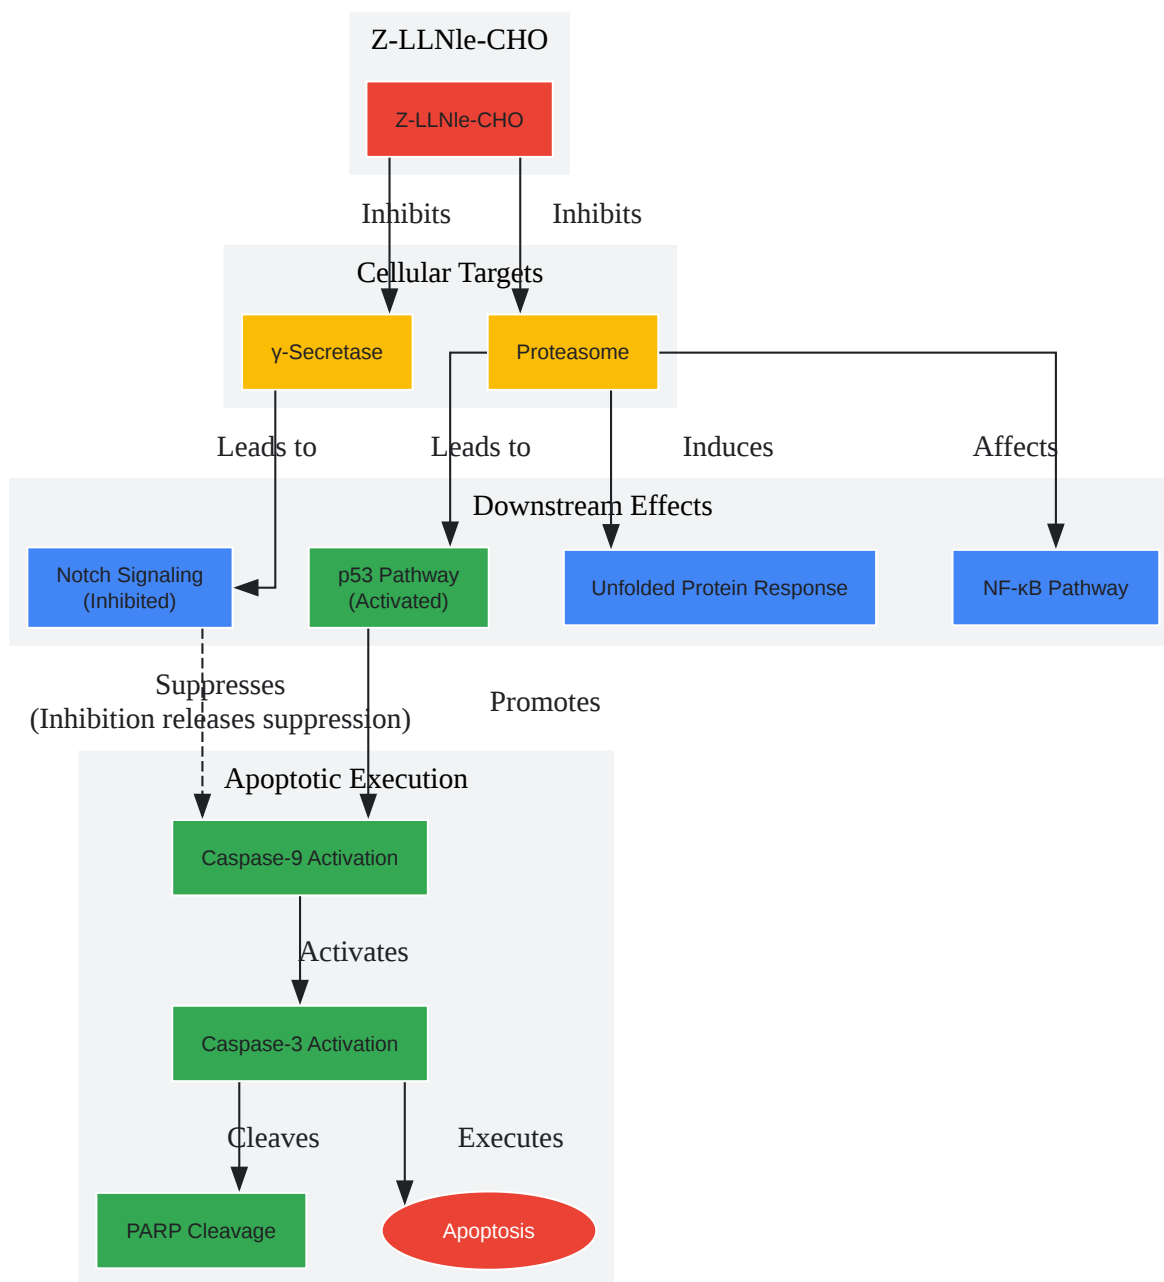 Z-LLNle-CHO
Z-LLNle-CHO
Inhibits
Inhibits
Cellular Targets
γ-Secretase
Proteasome
Leads to
Leads to
Induces
Affects
Downstream Effects
Notch Signaling
(Inhibited)
p53 Pathway
(Activated)
Unfolded Protein Response
NF-κB Pathway
Suppresses
(Inhibition releases suppression)
Promotes
Apoptotic Execution
Caspase-9 Activation
Activates
Caspase-3 Activation
Cleaves
Executes
PARP Cleavage
Apoptosis